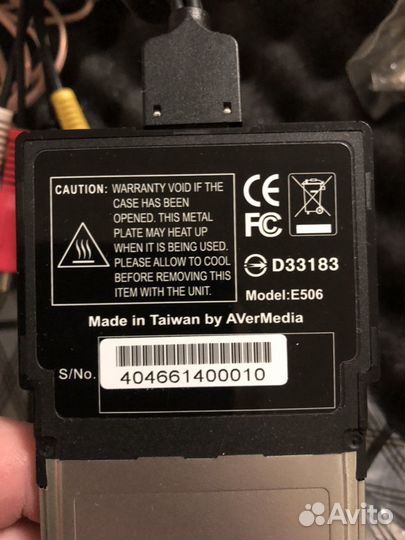 CAUTION: WARRANTY VOID IF THE
CASE HAS BEEN
OPENED. THIS METAL
PLATE MAY HEAT UP
WHEN IT IS BEING USED.
PLEASE ALLOW TO COOL
BEFORE REMOVING THIS
ITEM WITH THE UNIT.
CE
FC
D33183
Model:E506
Made in Taiwan by AVerMedia
S/No.
404661400010
Avito